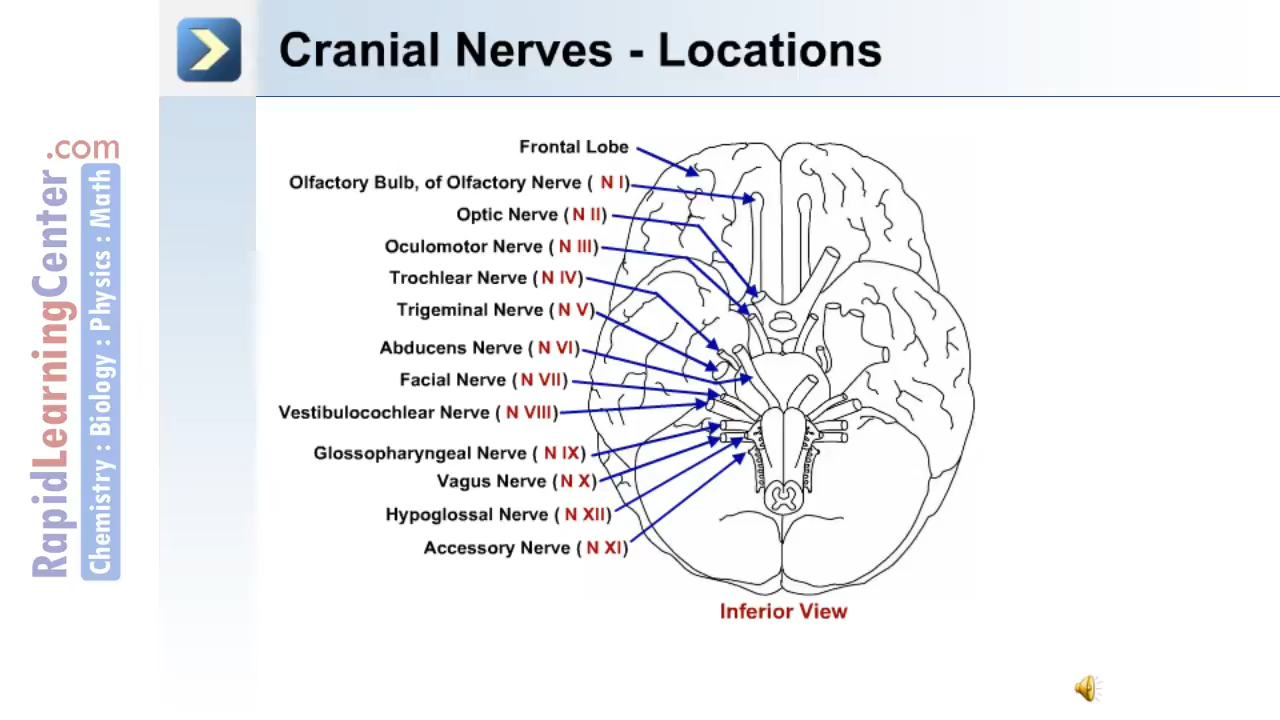 Cranial Nerves - Locations
RapidLearningCenter.com
Chemistry : Biology : Physics : Math
Frontal Lobe
Olfactory Bulb, of Olfactory Nerve ( N I)
Optic Nerve (N II)
Oculomotor Nerve ( N III)
Trochlear Nerve ( N IV)
Trigeminal Nerve ( N V)
Abducens Nerve ( N VI)
Facial Nerve ( N VII)
Vestibulocochlear Nerve ( N VIII)
Glossopharyngeal Nerve ( N IX)
Vagus Nerve (N X)
Hypoglossal Nerve ( N XII)
Accessory Nerve ( N XI)
Inferior View